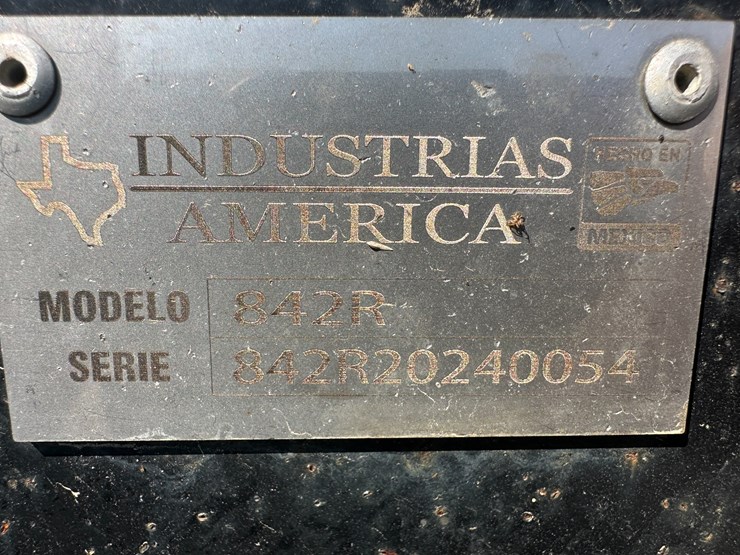 INDUSTRIAS
AMERICA
HECHO EN
MEXICO
MODELO 842R
SERIE 842R20240054